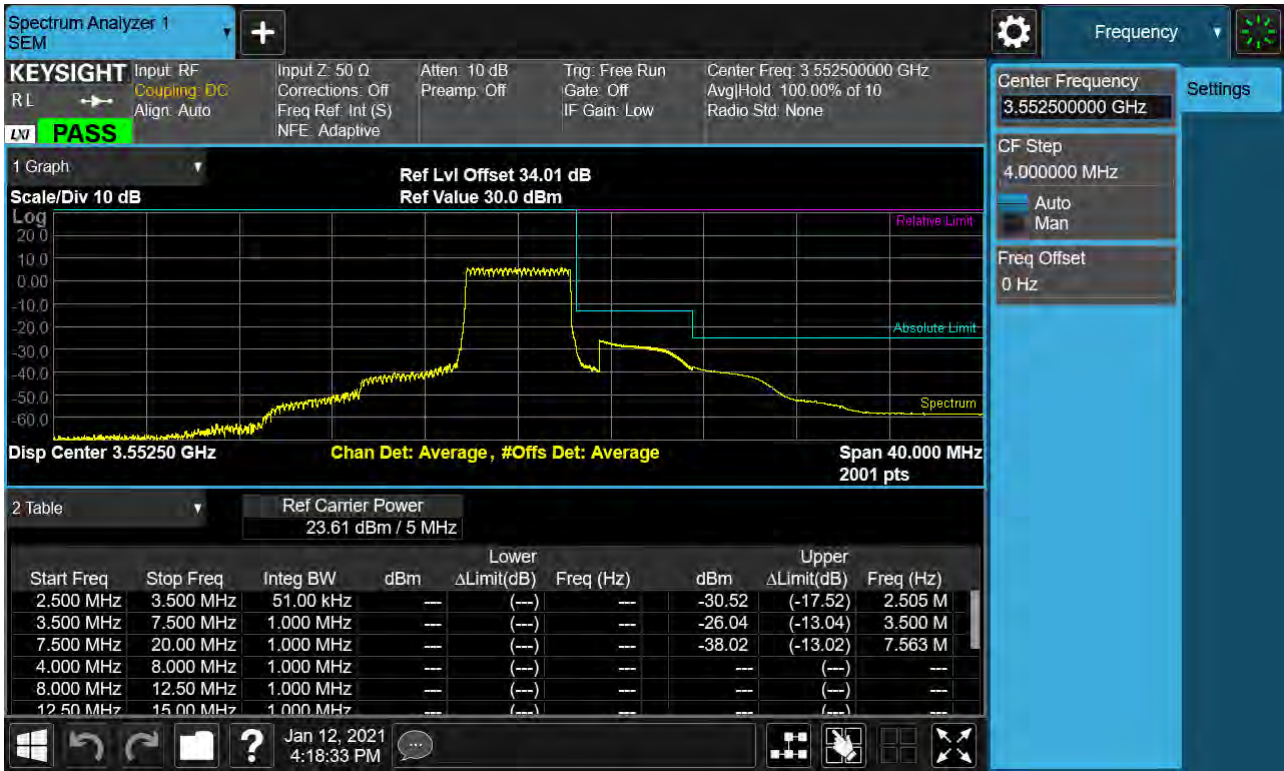 Spectrum Analyzer 1
SEM
Frequency
KEYSIGHT
R L
LXI PASS
Input: RF
Coupling: DC
Align: Auto
Input Z: 50 Ω
Corrections: Off
Freq Ref: Int (S)
NFE: Adaptive
Atten: 10 dB
Preamp: Off
Trig: Free Run
Gate: Off
IF Gain: Low
Center Freq: 3.552500000 GHz
Avg|Hold: 100.00% of 10
Radio Std: None
Center Frequency
3.552500000 GHz
Settings
CF Step
4.000000 MHz
Auto
Man
Freq Offset
0 Hz
1 Graph
Scale/Div 10 dB
Ref Lvl Offset 34.01 dB
Ref Value 30.0 dBm
Log
20.0
10.0
0.00
-10.0
-20.0
-30.0
-40.0
-50.0
-60.0
Relative Limit
Absolute Limit
Spectrum
Disp Center 3.55250 GHz
Chan Det: Average, #Offs Det: Average
Span 40.000 MHz
2001 pts
2 Table
Ref Carrier Power
23.61 dBm / 5 MHz
Lower Upper
Start Freq Stop Freq Integ BW dBm ΔLimit(dB) Freq (Hz) dBm ΔLimit(dB) Freq (Hz)
2.500 MHz 3.500 MHz 51.00 kHz --- (---) --- -30.52 (-17.52) 2.505 M
3.500 MHz 7.500 MHz 1.000 MHz --- (---) --- -26.04 (-13.04) 3.500 M
7.500 MHz 20.00 MHz 1.000 MHz --- (---) --- -38.02 (-13.02) 7.563 M
4.000 MHz 8.000 MHz 1.000 MHz --- (---) --- --- (---) ---
8.000 MHz 12.50 MHz 1.000 MHz --- (---) --- --- (---) ---
12.50 MHz 15.00 MHz 1.000 MHz --- (---) --- --- (---) ---
?
Jan 12, 2021
4:18:33 PM